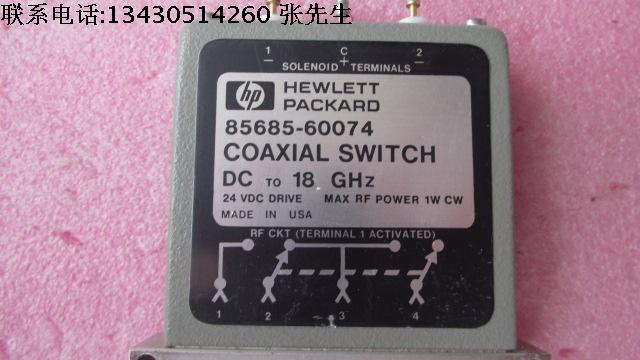 联系电话:13430514260 张先生
1 C 2
− + −
SOLENOID TERMINALS
hp HEWLETT
PACKARD
85685-60074
COAXIAL SWITCH
DC TO 18 GHz
24 VDC DRIVE MAX RF POWER 1W CW
MADE IN USA
RF CKT (TERMINAL 1 ACTIVATED)
1 2 3 4